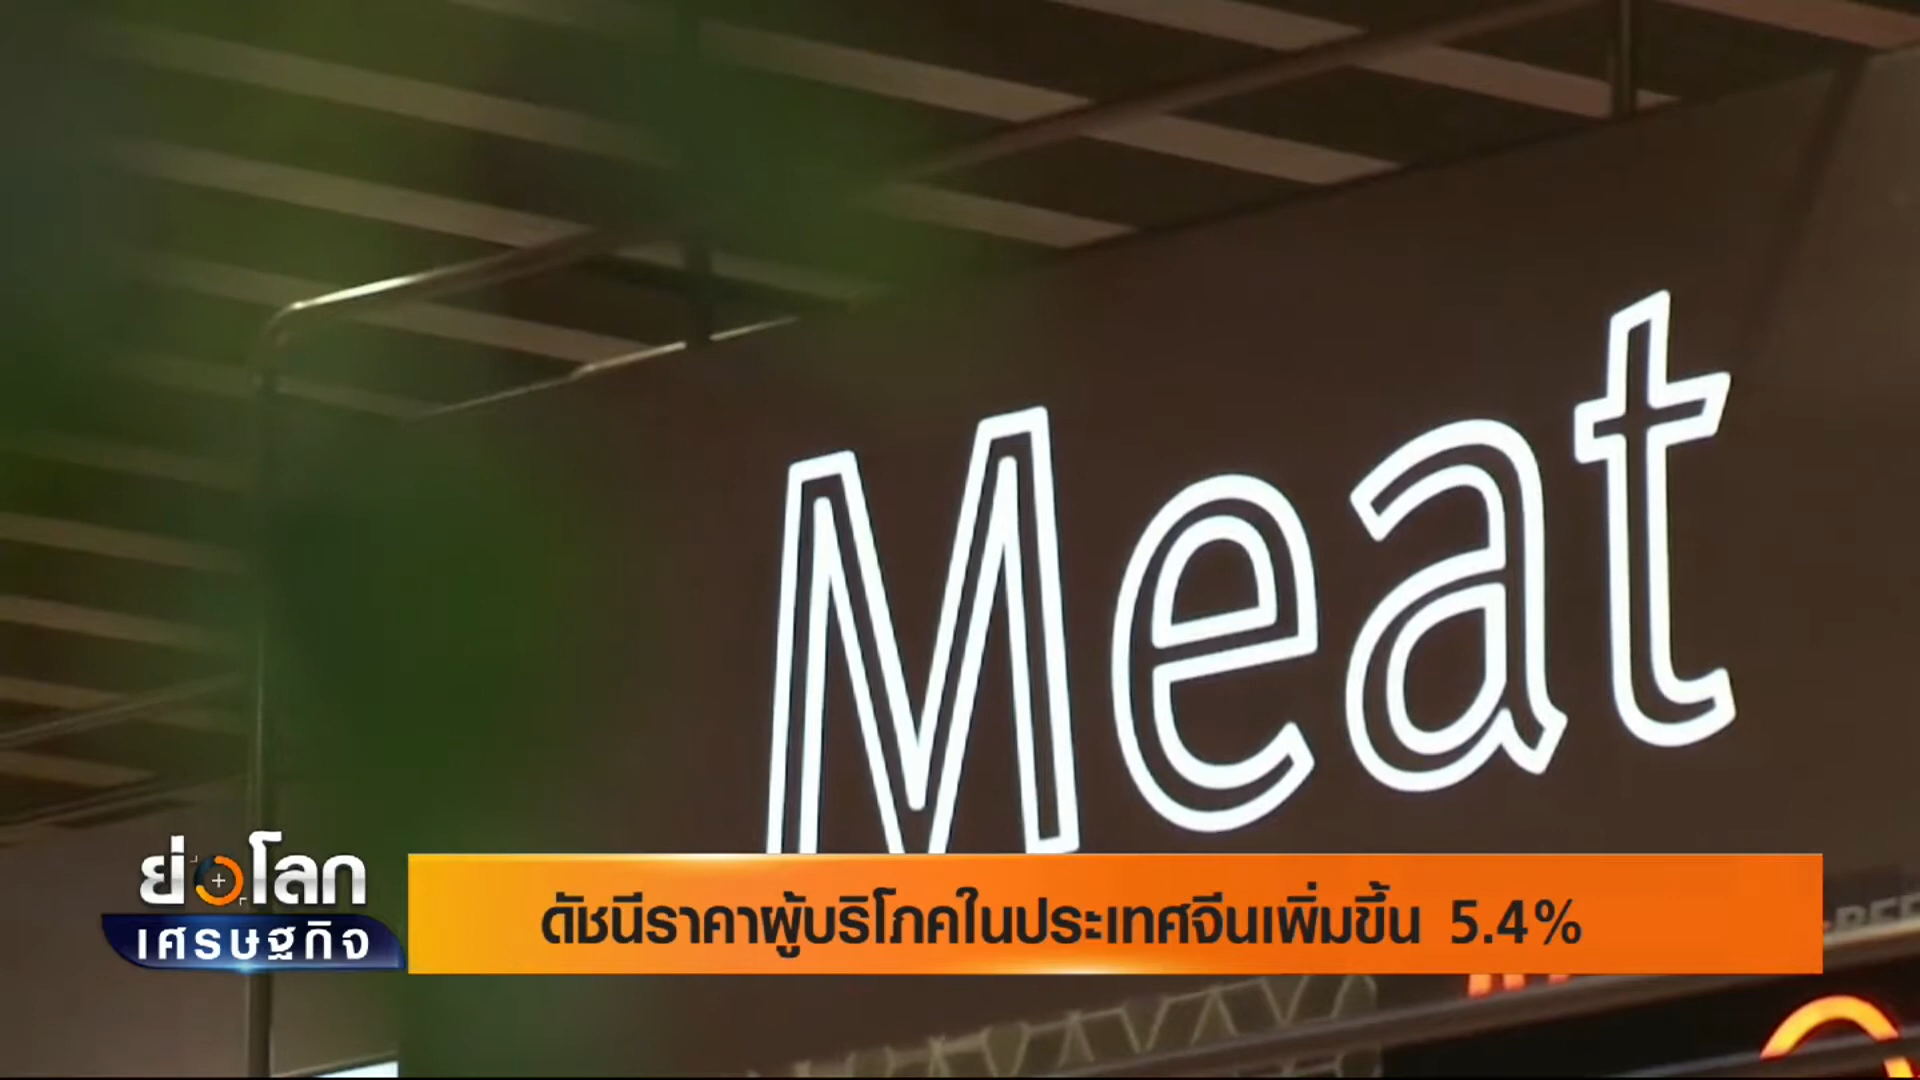 Meat
ย่อโลก
เศรษฐกิจ
ดัชนีราคาผู้บริโภคในประเทศจีนเพิ่มขึ้น 5.4%